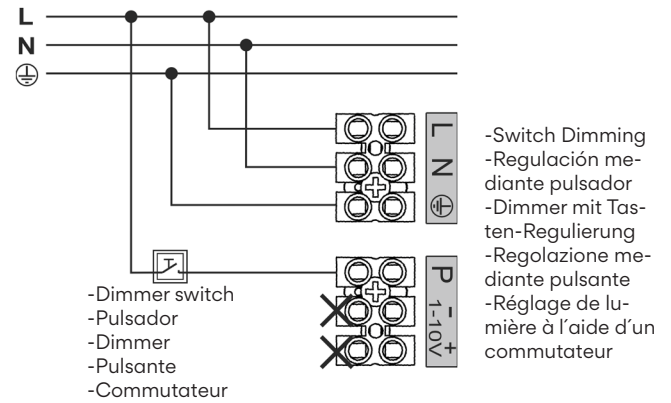 L
N
L
N
-Switch Dimming
-Regulación me-
diante pulsador
-Dimmer mit Tas-
ten-Regulierung
-Regolazione me-
diante pulsante
-Réglage de lu-
mière à l´aide d´un
commutateur
P - +
1-10V
-Dimmer switch
-Pulsador
-Dimmer
-Pulsante
-Commutateur